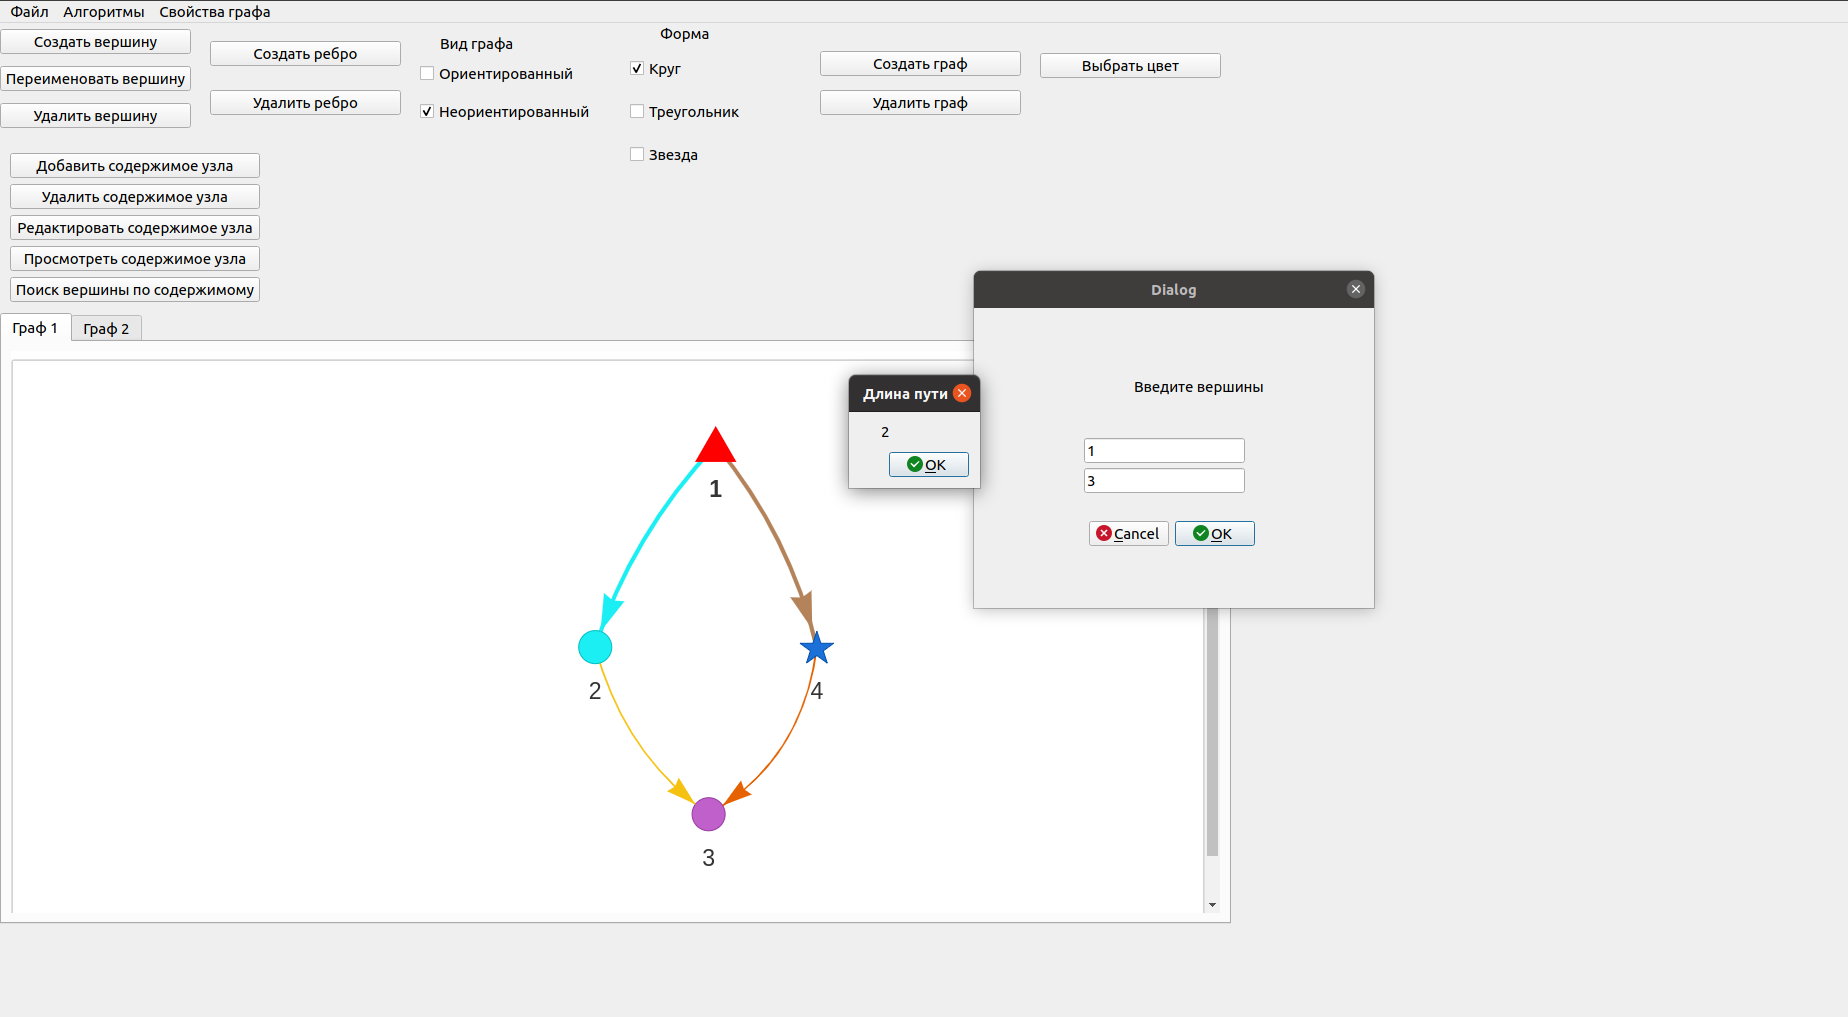 Файл Алгоритмы Свойства графа
Создать вершину
Переименовать вершину
Удалить вершину
Создать ребро
Удалить ребро
Вид графа
Ориентированный
Неориентированный
Форма
Круг
Треугольник
Звезда
Создать граф
Удалить граф
Выбрать цвет
Добавить содержимое узла
Удалить содержимое узла
Редактировать содержимое узла
Просмотреть содержимое узла
Поиск вершины по содержимому
Граф 1 Граф 2
1
2
4
3
Длина пути
2
OK
Dialog
Введите вершины
1
3
Cancel OK